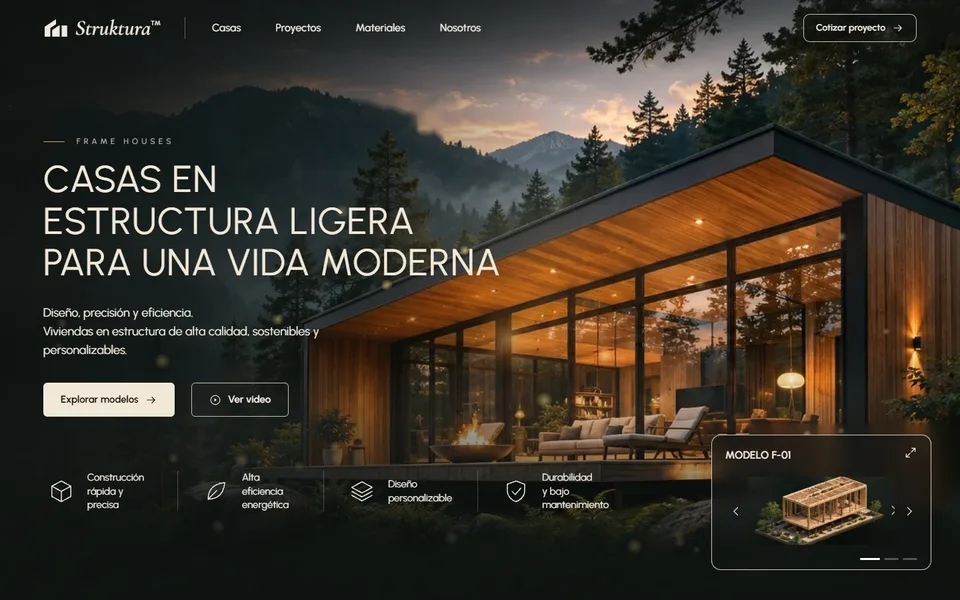 Struktura™
Casas
Proyectos
Materiales
Nosotros
Cotizar proyecto
FRAME HOUSES
CASAS EN
ESTRUCTURA LIGERA
PARA UNA VIDA MODERNA
Diseño, precisión y eficiencia.
Viviendas en estructura de alta calidad, sostenibles y
personalizables.
Explorar modelos
Ver video
Construcción
rápida y
precisa
Alta
eficiencia
energética
Diseño
personalizable
Durabilidad
y bajo
mantenimiento
MODELO F-01